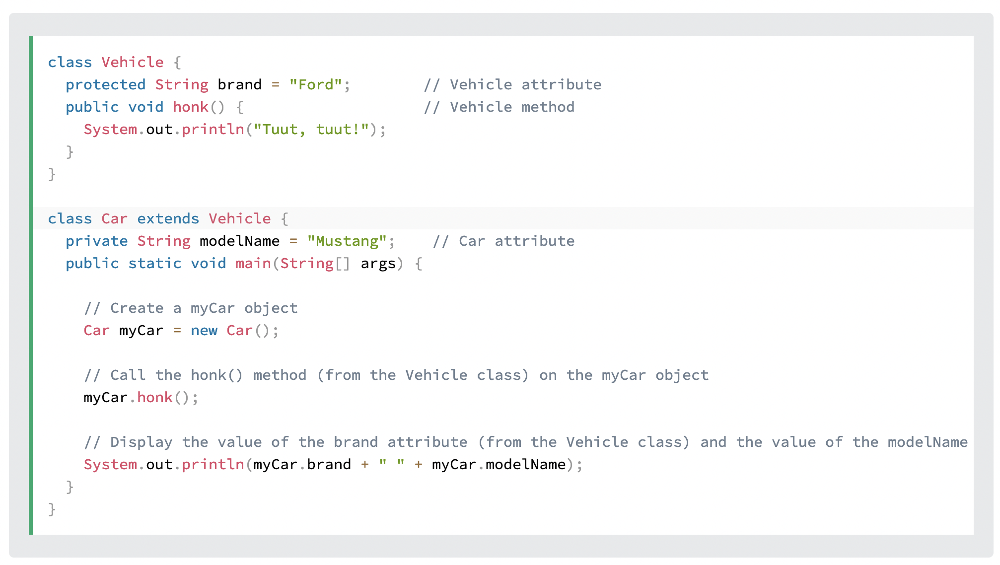 class Vehicle {
  protected String brand = "Ford";        // Vehicle attribute
  public void honk() {                    // Vehicle method
    System.out.println("Tuut, tuut!");
  }
}

class Car extends Vehicle {
  private String modelName = "Mustang";    // Car attribute
  public static void main(String[] args) {

    // Create a myCar object
    Car myCar = new Car();

    // Call the honk() method (from the Vehicle class) on the myCar object
    myCar.honk();

    // Display the value of the brand attribute (from the Vehicle class) and the value of the modelName
    System.out.println(myCar.brand + " " + myCar.modelName);
  }
}